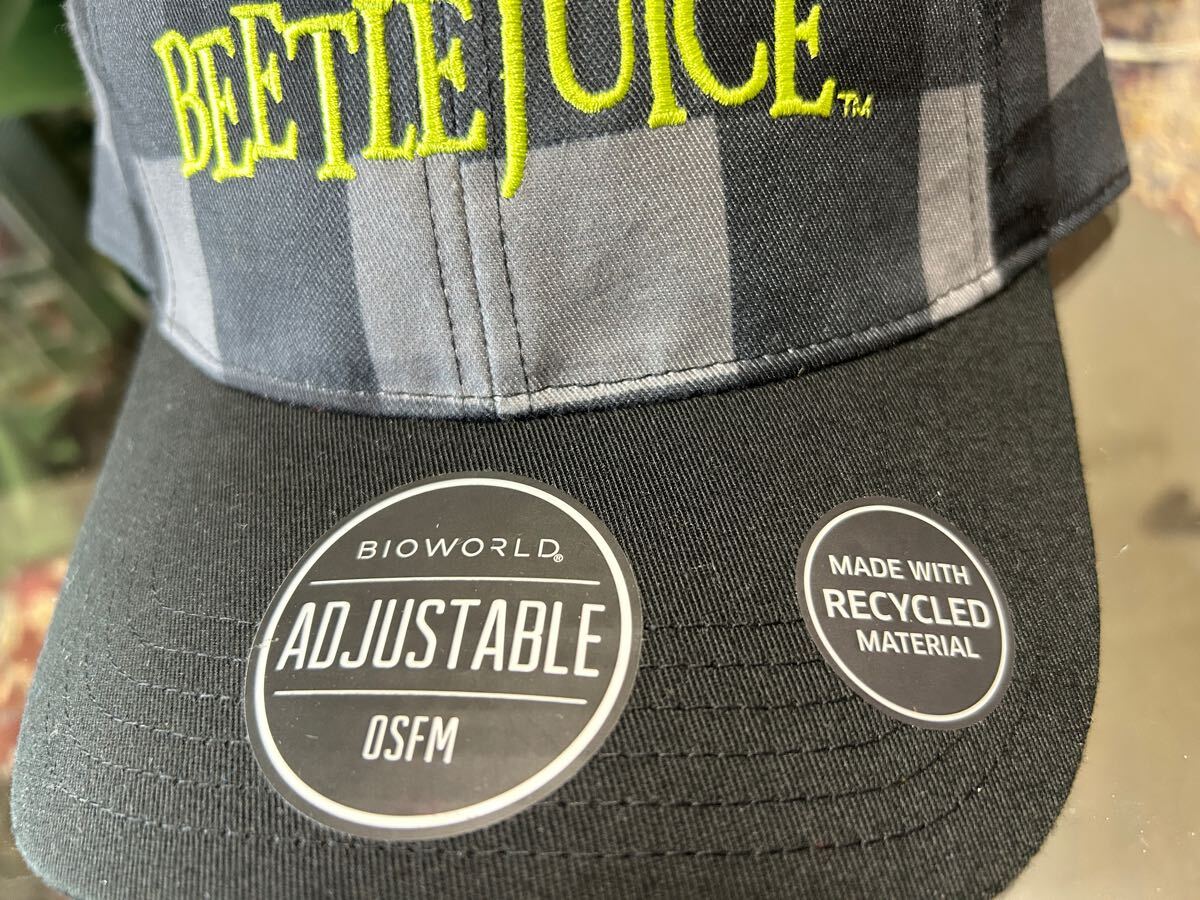 BEETLEJUICE™
BIOWORLD®
ADJUSTABLE
OSFM
MADE WITH
RECYCLED
MATERIAL